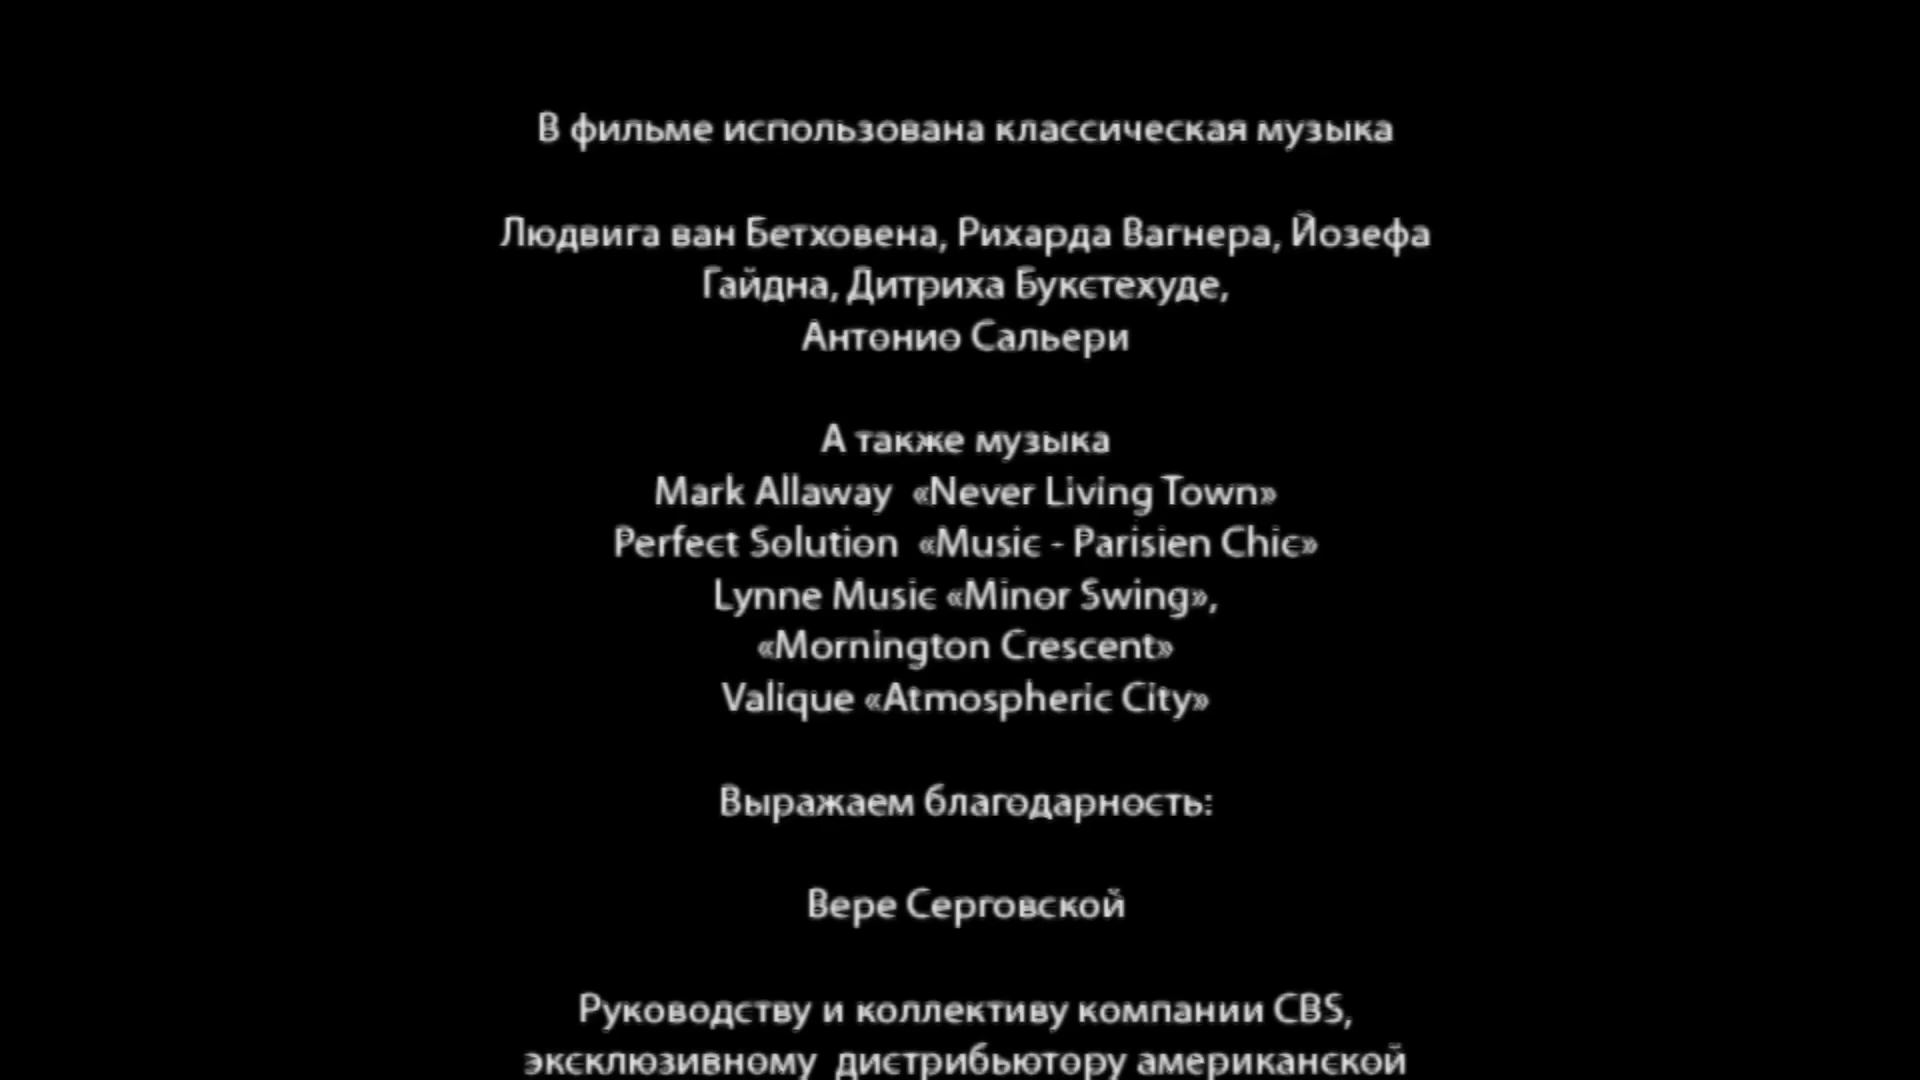 В фильме использована классическая музыка
Людвига ван Бетховена, Рихарда Вагнера, Йозефа
Гайдна, Дитриха Букстехуде,
Антонио Сальери
А также музыка
Mark Allaway «Never Living Town»
Perfect Solution «Music - Parisien Chic»
Lynne Music «Minor Swing»,
«Mornington Crescent»
Valique «Atmospheric City»
Выражаем благодарность:
Вере Серговской
Руководству и коллективу компании CBS,
эксклюзивному дистрибьютору американской